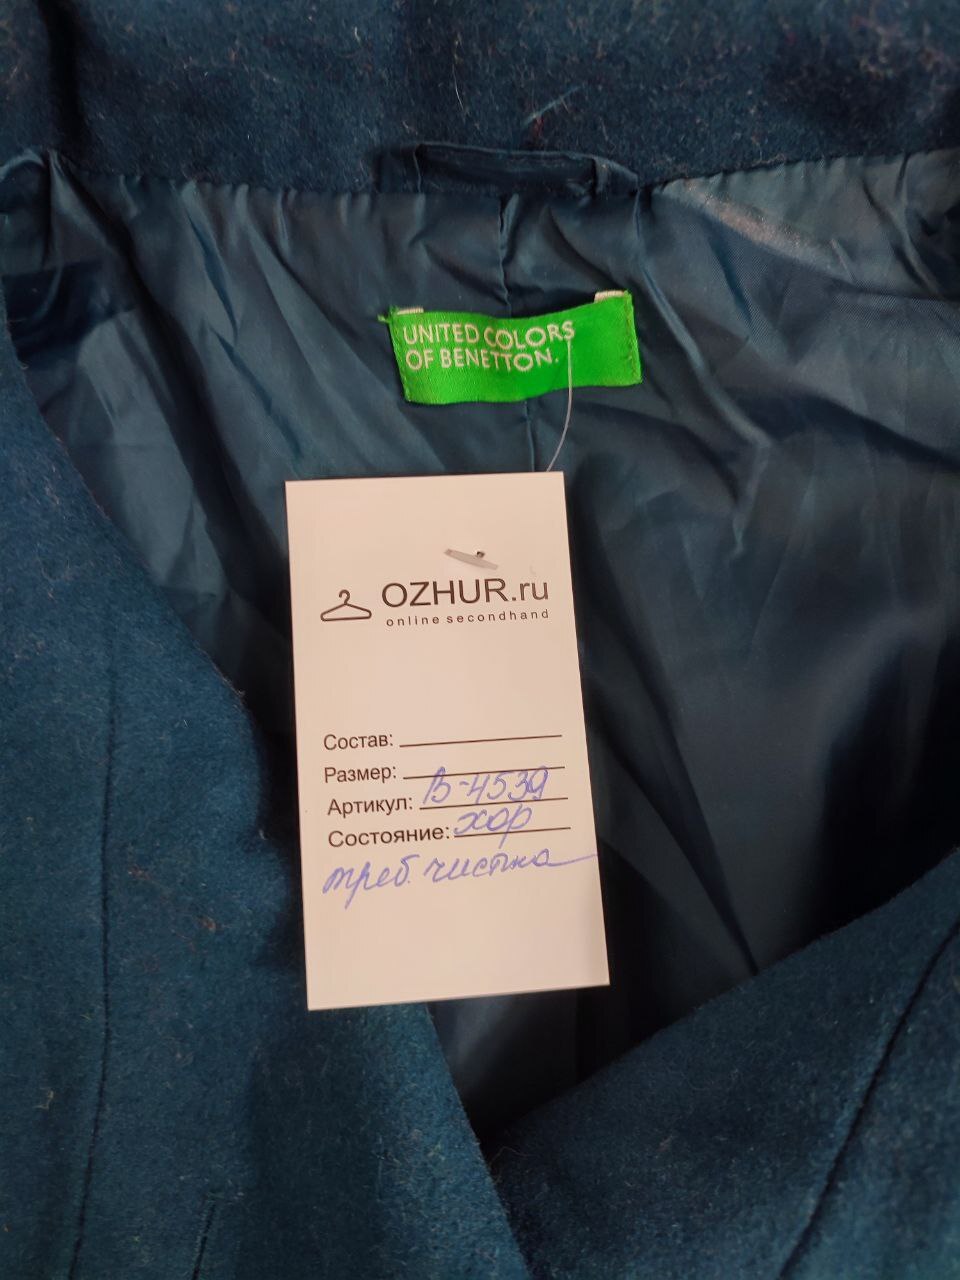 UNITED COLORS
OF BENETTON.
OZHUR.ru
online secondhand
Состав:
Размер:
Артикул: В-4539
Состояние: хор
треб. чистка